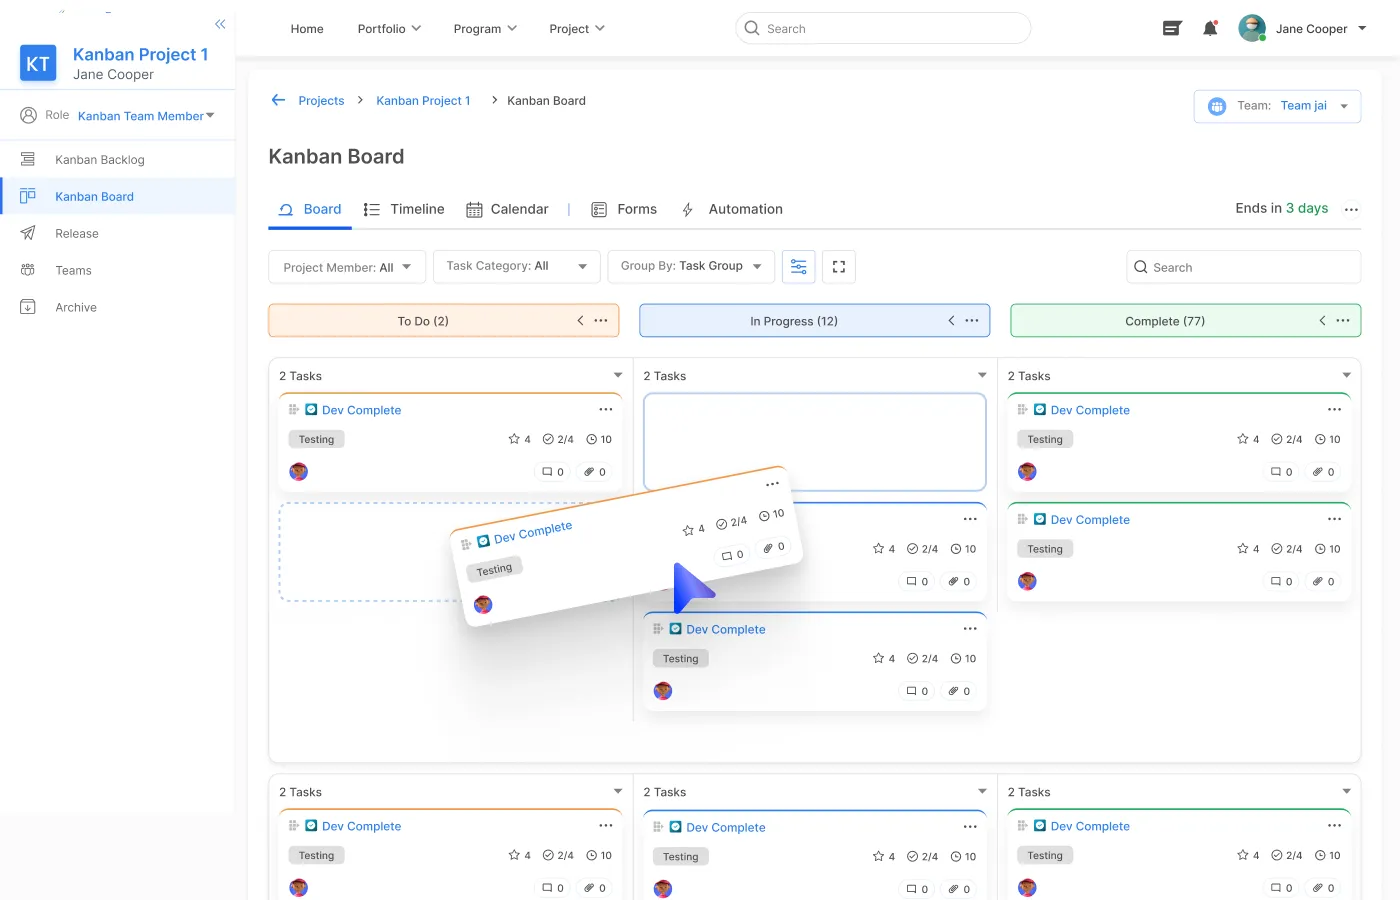 Home Portfolio Program Project Search Jane Cooper
KT Kanban Project 1
Jane Cooper
Role Kanban Team Member
Kanban Backlog
Kanban Board
Release
Teams
Archive
Projects > Kanban Project 1 > Kanban Board
Team: Team jai
Kanban Board
Board Timeline Calendar | Forms Automation
Ends in 3 days
Project Member: All Task Category: All Group By: Task Group Search
To Do (2) In Progress (12) Complete (77)
2 Tasks 2 Tasks 2 Tasks
Dev Complete
Testing 4 2/4 10
0 0
Dev Complete
Testing 4 2/4 10
0 0
Dev Complete
Testing 4 2/4 10
0 0
4 2/4 10
0 0
Dev Complete
Testing 4 2/4 10
0 0
Dev Complete
Testing 4 2/4 10
0 0
2 Tasks 2 Tasks 2 Tasks
Dev Complete
Testing 4 2/4 10
0 0
Dev Complete
Testing 4 2/4 10
0 0
Dev Complete
Testing 4 2/4 10
0 0